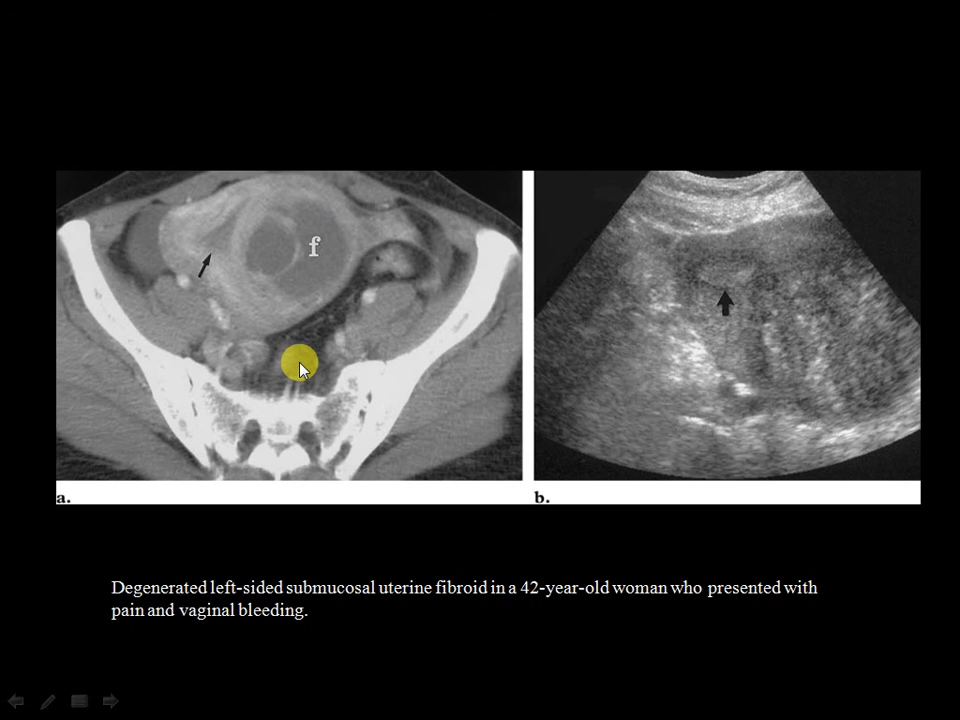 f
a.
b.
Degenerated left-sided submucosal uterine fibroid in a 42-year-old woman who presented with
pain and vaginal bleeding.